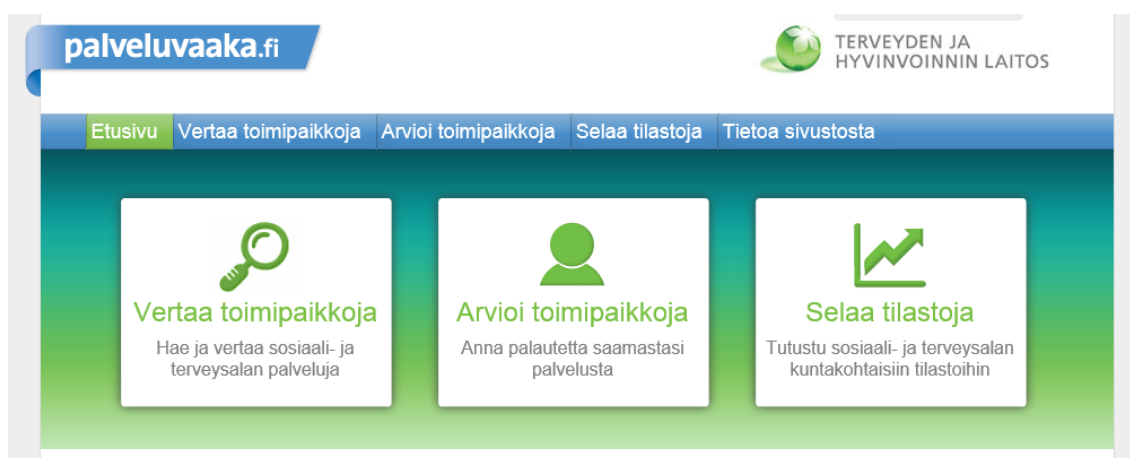 palveluvaaka.fi
TERVEYDEN JA
HYVINVOINNIN LAITOS
Etusivu Vertaa toimipaikkoja Arvioi toimipaikkoja Selaa tilastoja Tietoa sivustosta
Vertaa toimipaikkoja
Hae ja vertaa sosiaali- ja
terveysalan palveluja
Arvioi toimipaikkoja
Anna palautetta saamastasi
palvelusta
Selaa tilastoja
Tutustu sosiaali- ja terveysalan
kuntakohtaisiin tilastoihin